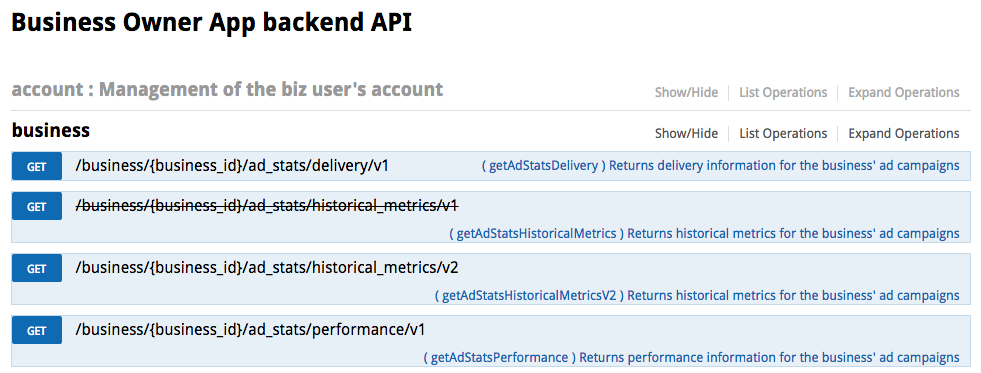 Business Owner App backend API
account : Management of the biz user's account Show/Hide List Operations Expand Operations
business Show/Hide List Operations Expand Operations
GET /business/{business_id}/ad_stats/delivery/v1 ( getAdStatsDelivery ) Returns delivery information for the business' ad campaigns
GET /business/{business_id}/ad_stats/historical_metrics/v1
( getAdStatsHistoricalMetrics ) Returns historical metrics for the business' ad campaigns
GET /business/{business_id}/ad_stats/historical_metrics/v2
( getAdStatsHistoricalMetricsV2 ) Returns historical metrics for the business' ad campaigns
GET /business/{business_id}/ad_stats/performance/v1
( getAdStatsPerformance ) Returns performance information for the business' ad campaigns